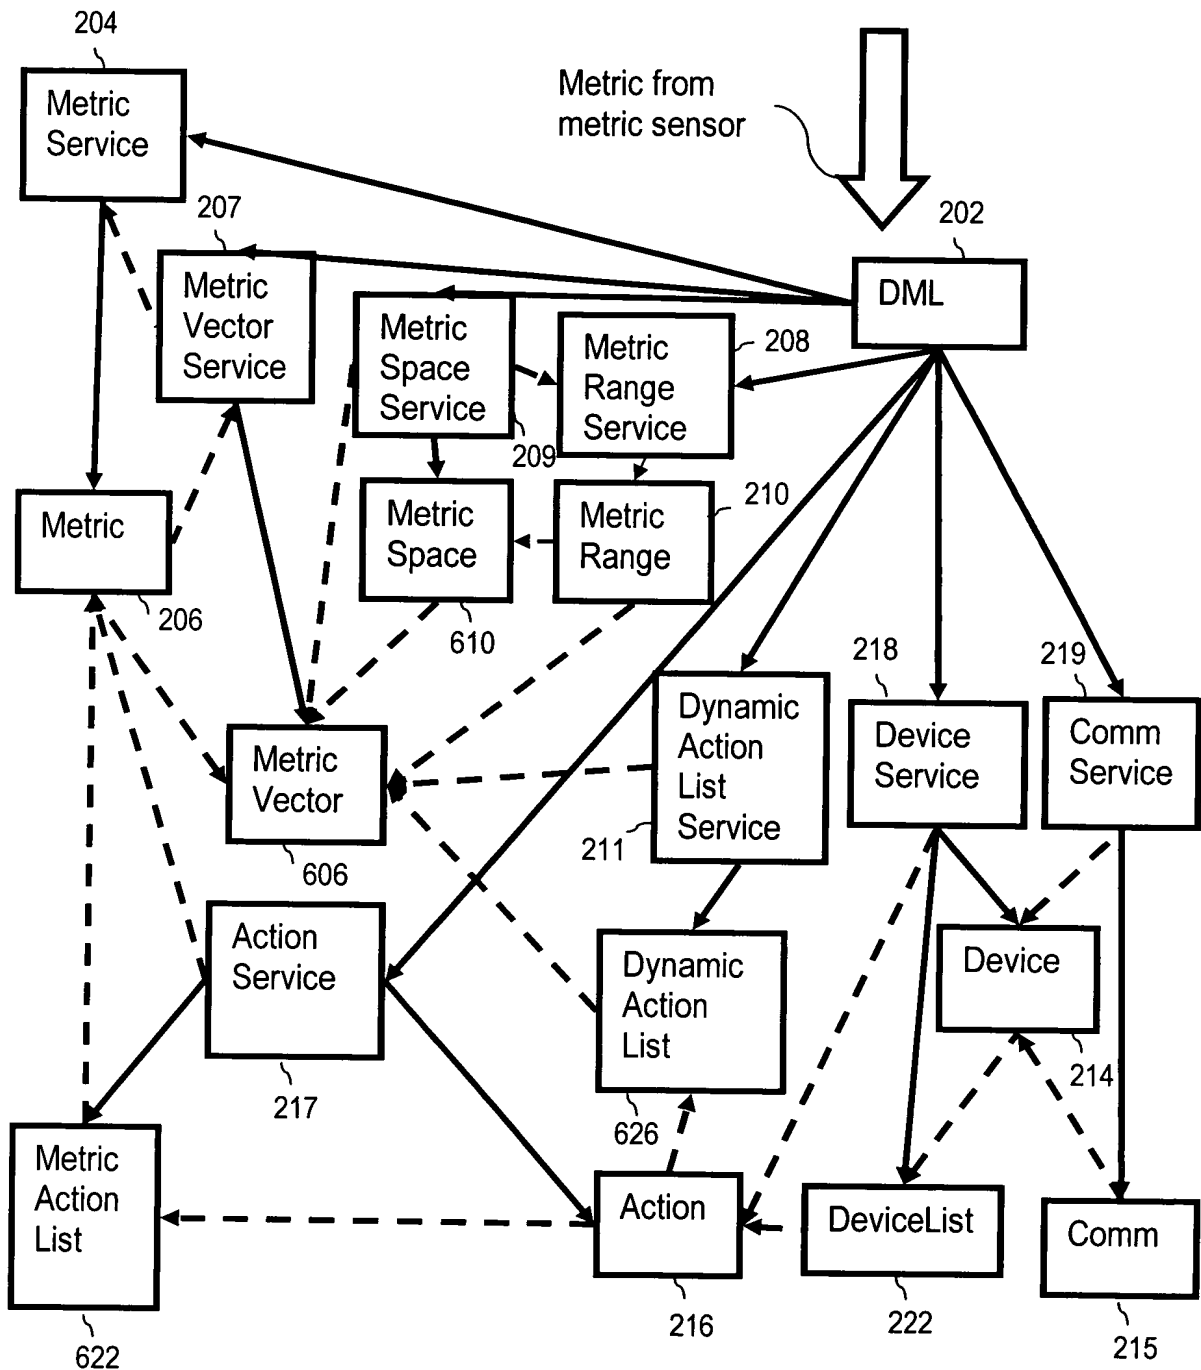 204
Metric
Service
Metric from
metric sensor
202
DML
207
Metric
Vector
Service
Metric
Space
Service
209
208
Metric
Range
Service
Metric
206
Metric
Space
610
210
Metric
Range
Metric
Vector
606
Dynamic
Action
List
Service
211
218
Device
Service
219
Comm
Service
Action
Service
217
Dynamic
Action
List
626
Device
214
Metric
Action
List
622
Action
216
DeviceList
222
Comm
215